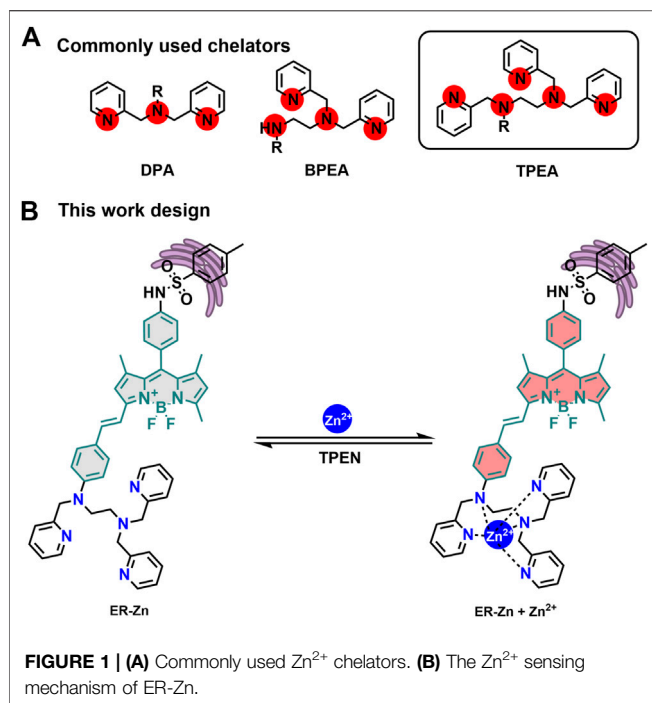 A Commonly used chelators
R
N N N
DPA
N
HN N
R N
BPEA
N
N N N
N
R
TPEA
B This work design
O
HN S
O
N+ N
B
F F
N N
N
N N
ER-Zn
Zn2+
TPEN
O
HN S
O
N+ N
B
F F
N N
N Zn2+ N
N
ER-Zn + Zn2+
FIGURE 1 | (A) Commonly used Zn2+ chelators. (B) The Zn2+ sensing
mechanism of ER-Zn.